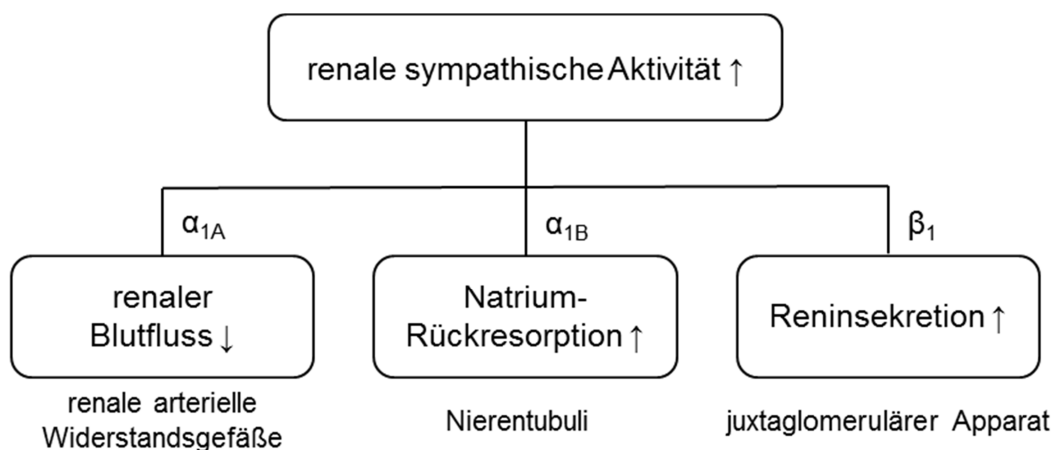 renale sympathische Aktivität ↑
α1A
α1B
β1
renaler
Blutfluss ↓
Natrium-
Rückresorption ↑
Reninsekretion ↑
renale arterielle
Widerstandsgefäße
Nierentubuli
juxtaglomerulärer Apparat